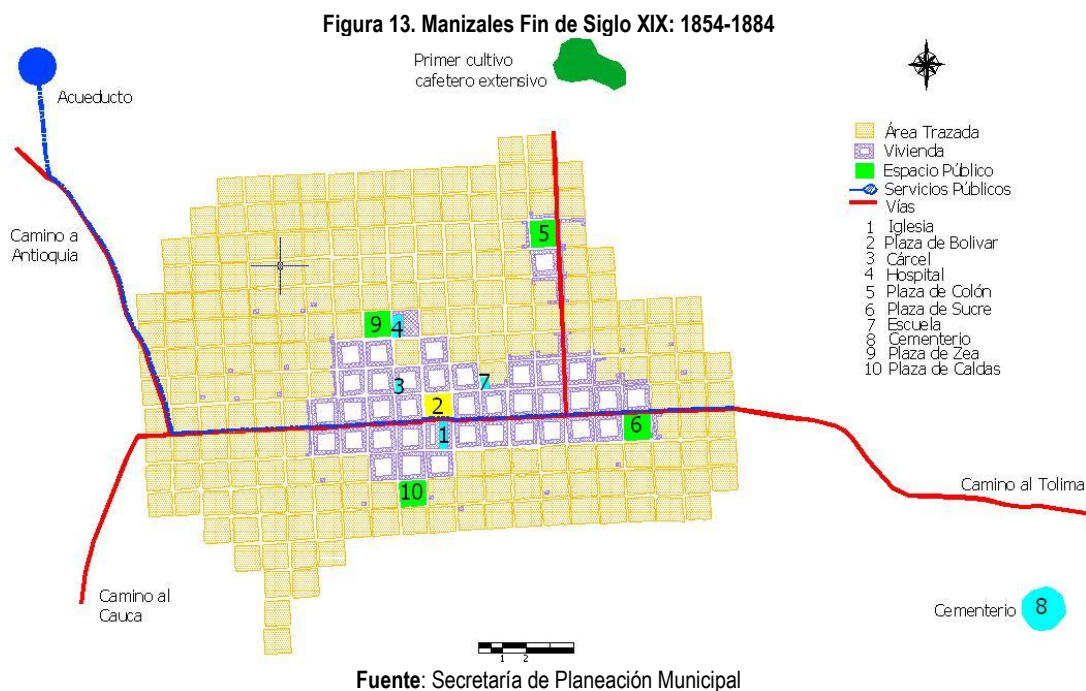 Figura 13. Manizales Fin de Siglo XIX: 1854-1884
Primer cultivo
cafetero extensivo
Acueducto
Área Trazada
Vivienda
Espacio Público
Servicios Públicos
Vías
1 Iglesia
2 Plaza de Bolivar
3 Cárcel
4 Hospital
5 Plaza de Colón
6 Plaza de Sucre
7 Escuela
8 Cementerio
9 Plaza de Zea
10 Plaza de Caldas
Camino a
Antioquia
5
9
4
3
7
2
1
6
10
Camino al Tolima
Camino al
Cauca
Cementerio 8
1 2
Fuente: Secretaría de Planeación Municipal